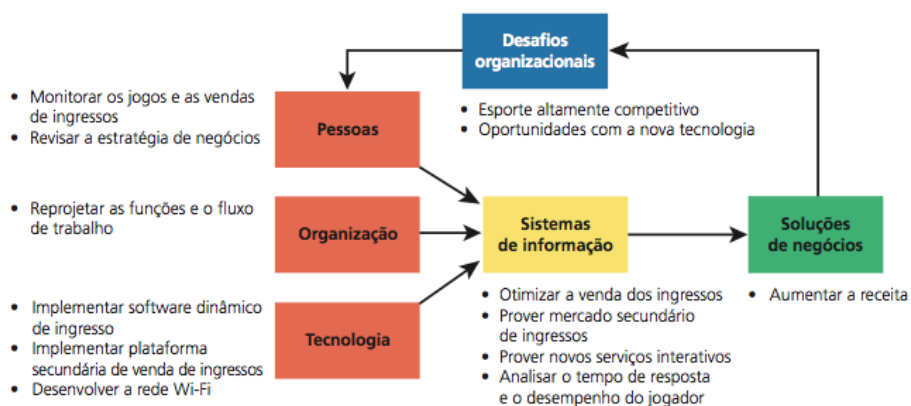 Desafios
organizacionais
• Esporte altamente competitivo
• Oportunidades com a nova tecnologia
• Monitorar os jogos e as vendas
de ingressos
• Revisar a estratégia de negócios
Pessoas
• Reprojetar as funções e o fluxo
de trabalho
Organização
• Implementar software dinâmico
de ingresso
• Implementar plataforma
secundária de venda de ingressos
• Desenvolver a rede Wi-Fi
Tecnologia
Sistemas
de informação
• Otimizar a venda dos ingressos
• Prover mercado secundário
de ingressos
• Prover novos serviços interativos
• Analisar o tempo de resposta
e o desempenho do jogador
Soluções
de negócios
• Aumentar a receita